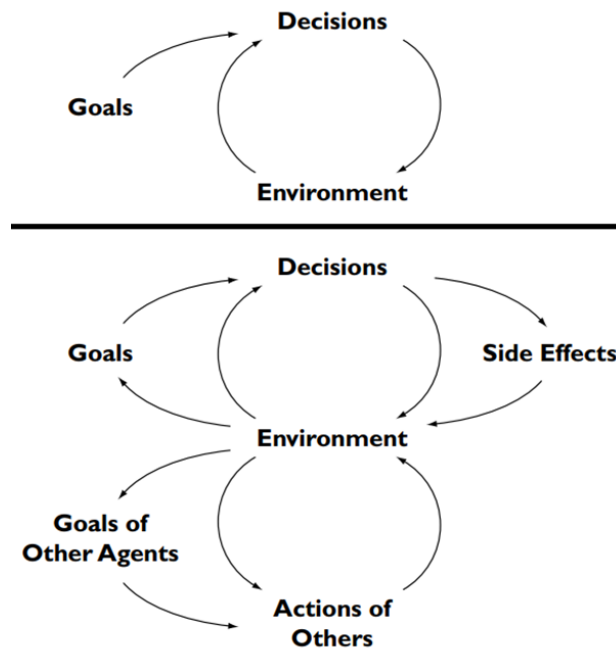 Decisions
Goals
Environment
Decisions
Goals
Side Effects
Environment
Goals of
Other Agents
Actions of
Others